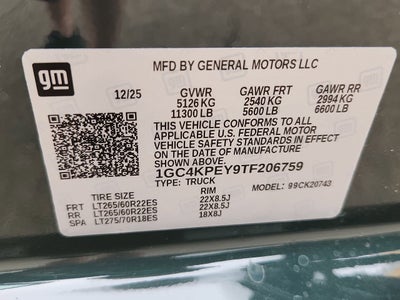 gm
MFD BY GENERAL MOTORS LLC
12/25 GVWR GAWR FRT GAWR RR
5126 KG 2540 KG 2994 KG
11300 LB 5600 LB 6600 LB
THIS VEHICLE CONFORMS TO ALL
APPLICABLE U.S. FEDERAL MOTOR
VEHICLE SAFETY STANDARDS IN
EFFECT ON THE DATE OF MANUFACTURE
SHOWN ABOVE.
1GC4KPEY9TF206759
TYPE: TRUCK MODEL: 99CK20743
TIRE SIZE RIM
FRT LT265/60R22ES 22X8.5J
RR LT265/60R22ES 22X8.5J
SPA LT275/70R18ES 18X8J